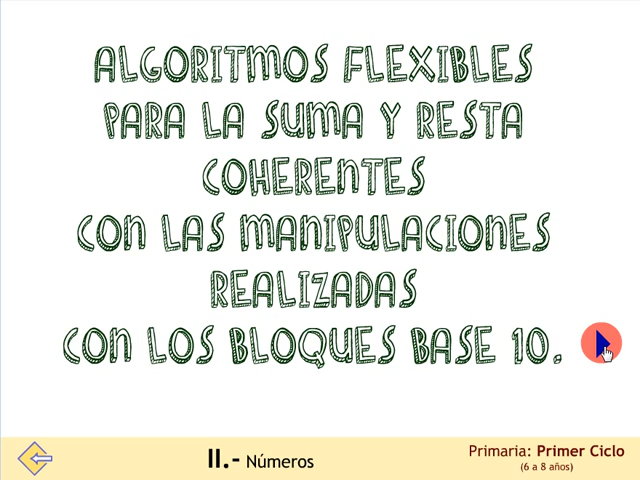 ALGORITMOS FLEXIBLES
PARA LA SUMA Y RESTA
COHERENTES
CON LAS MANIPULACIONES
REALIZADAS
CON LOS BLOQUES BASE 10.
II.- Números
Primaria: Primer Ciclo
(6 a 8 años)